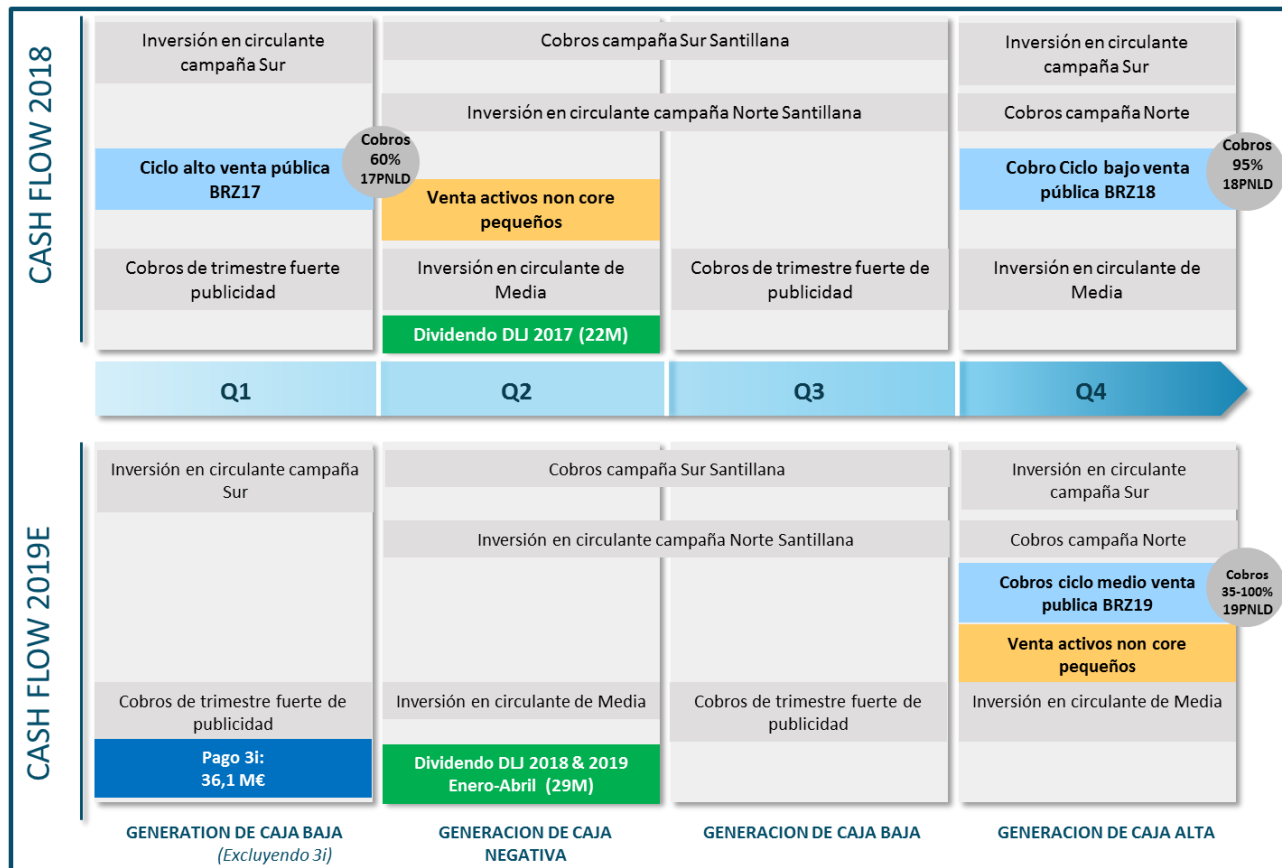 CASH FLOW 2018
Inversión en circulante
campaña Sur
Cobros campaña Sur Santillana
Inversión en circulante
campaña Sur
Inversión en circulante campaña Norte Santillana
Cobros campaña Norte
Ciclo alto venta pública
BRZ17
Cobros
60%
17PNLD
Venta activos non core
pequeños
Cobro Ciclo bajo venta
pública BRZ18
Cobros
95%
18PNLD
Cobros de trimestre fuerte
publicidad
Inversión en circulante de
Media
Cobros de trimestre fuerte de
publicidad
Inversión en circulante de
Media
Dividendo DLJ 2017 (22M)
Q1
Q2
Q3
Q4
CASH FLOW 2019E
Inversión en circulante campaña
Sur
Cobros campaña Sur Santillana
Inversión en circulante
campaña Sur
Inversión en circulante campaña Norte Santillana
Cobros campaña Norte
Cobros ciclo medio venta
publica BRZ19
Cobros
35-100%
19PNLD
Venta activos non core
pequeños
Cobros de trimestre fuerte de
publicidad
Inversión en circulante de Media
Cobros de trimestre fuerte de
publicidad
Inversión en circulante de Media
Pago 3i:
36,1 M€
Dividendo DLJ 2018 & 2019
Enero-Abril (29M)
GENERATION DE CAJA BAJA
(Excluyendo 3i)
GENERACION DE CAJA
NEGATIVA
GENERACION DE CAJA BAJA
GENERACION DE CAJA ALTA